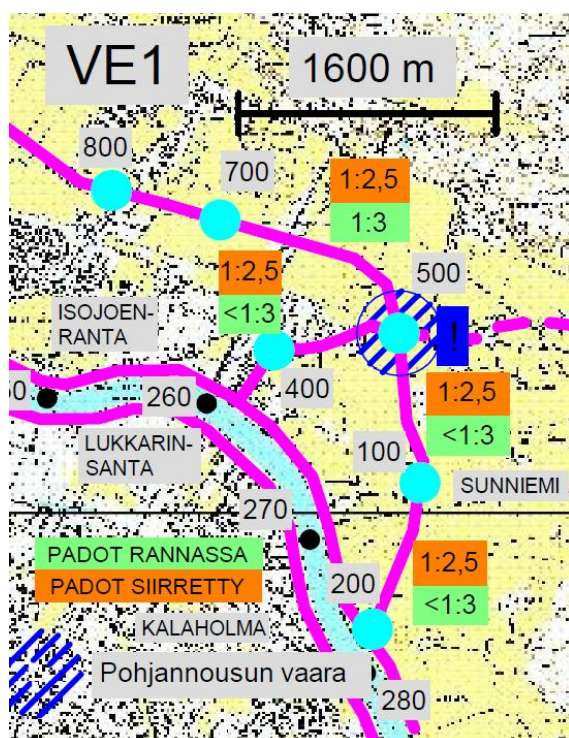 VE1
1600 m
800
700
1:2,5
1:3
1:2,5
<1:3
500
ISOJOEN-
RANTA
!
400
260
1:2,5
<1:3
LUKKARIN-
SANTA
100
SUNNIEMI
270
PADOT RANNASSA
PADOT SIIRRETTY
200
1:2,5
<1:3
KALAHOLMA
Pohjannousun vaara
280